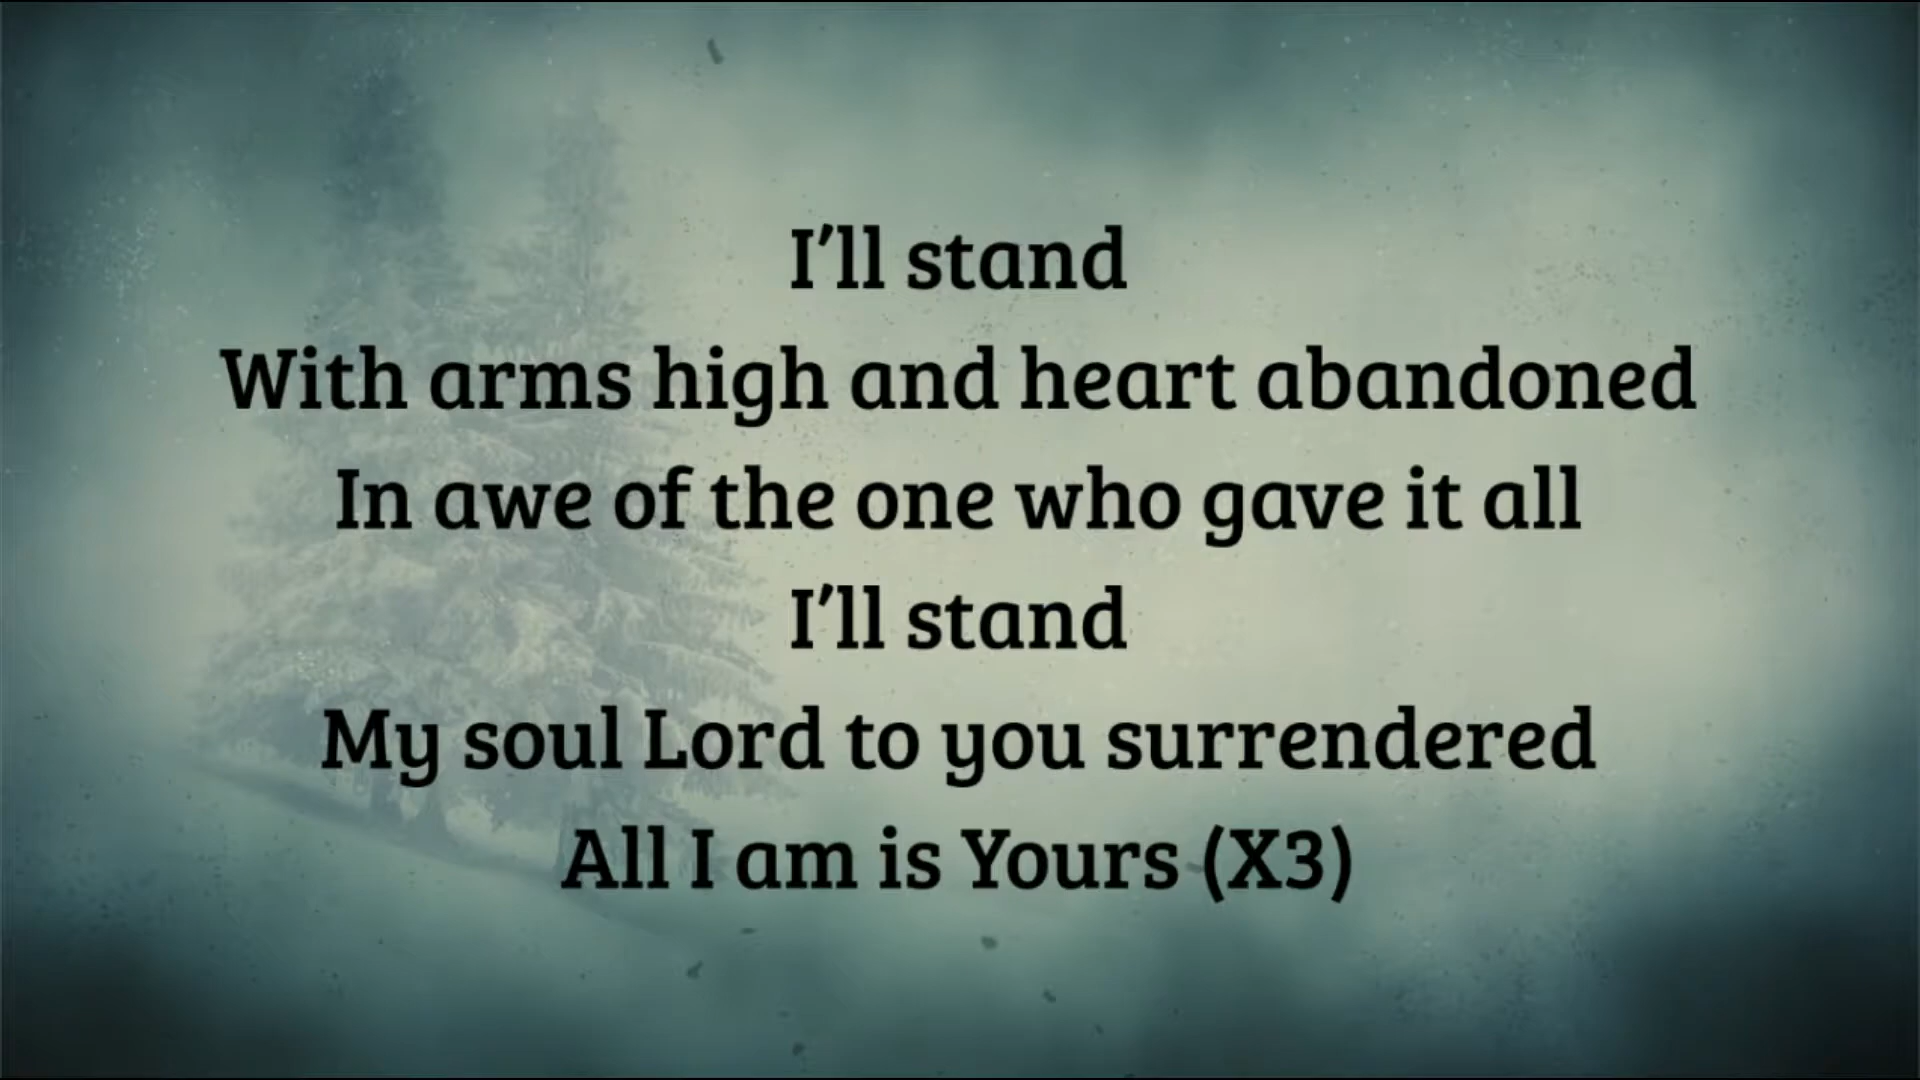 I’ll stand
With arms high and heart abandoned
In awe of the one who gave it all
I’ll stand
My soul Lord to you surrendered
All I am is Yours (X3)